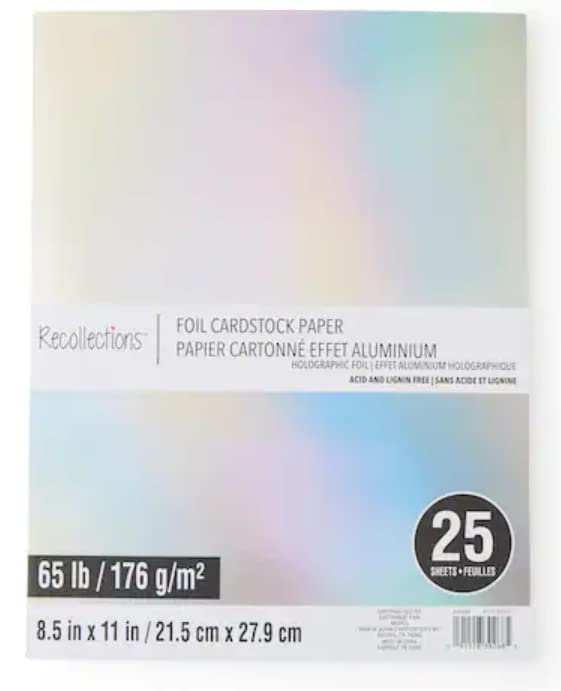 Recollections™
FOIL CARDSTOCK PAPER
PAPIER CARTONNÉ EFFET ALUMINIUM
HOLOGRAPHIC FOIL | EFFET ALUMINIUM HOLOGRAPHIQUE
ACID AND LIGNIN FREE | SANS ACIDE ET LIGNINE
25
SHEETS • FEUILLES
65 lb / 176 g/m²
8.5 in x 11 in / 21.5 cm x 27.9 cm